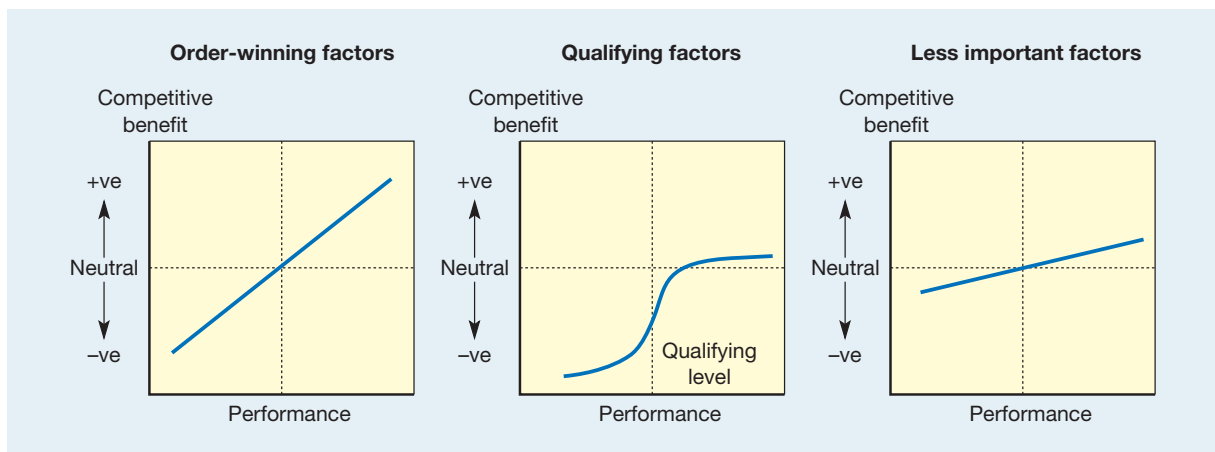 Order-winning factors
Competitive
benefit
+ve
Neutral
–ve
Performance
Qualifying factors
Competitive
benefit
+ve
Neutral
–ve
Qualifying
level
Performance
Less important factors
Competitive
benefit
+ve
Neutral
–ve
Performance